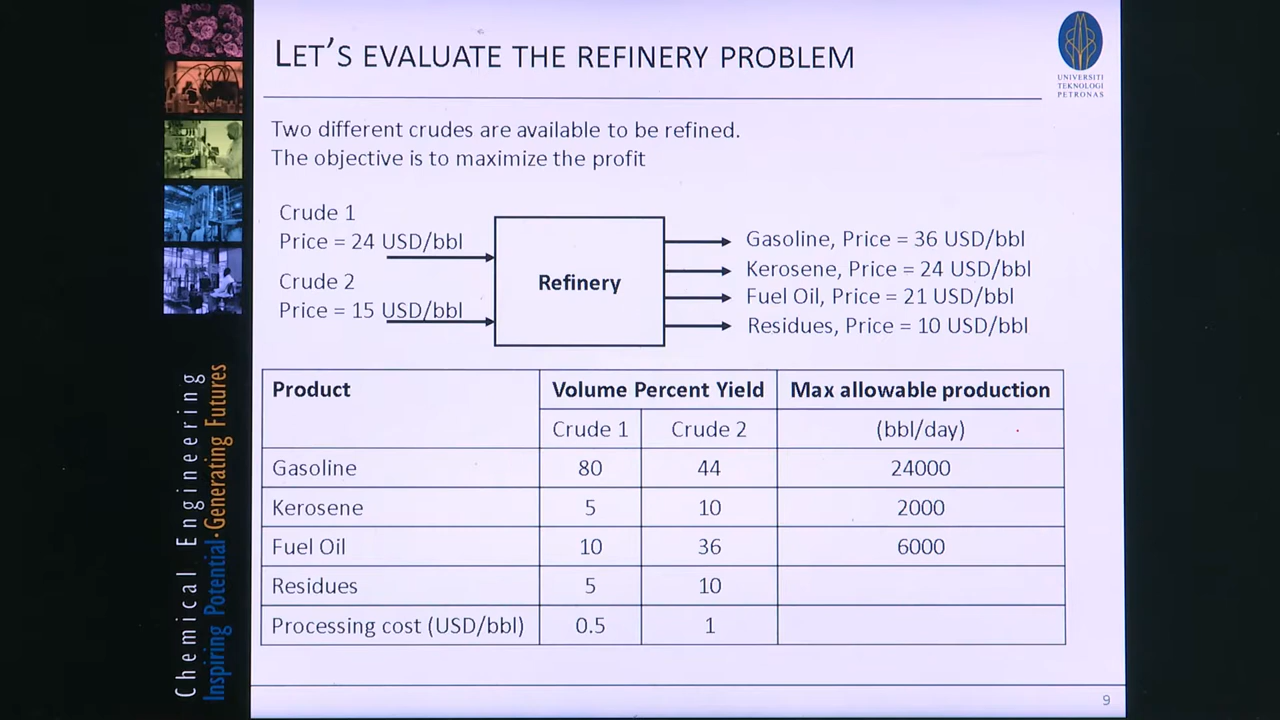 LET'S EVALUATE THE REFINERY PROBLEM
UNIVERSITI
TEKNOLOGI
PETRONAS
Two different crudes are available to be refined.
The objective is to maximize the profit
Crude 1
Price = 24 USD/bbl
Crude 2
Price = 15 USD/bbl
Refinery
Gasoline, Price = 36 USD/bbl
Kerosene, Price = 24 USD/bbl
Fuel Oil, Price = 21 USD/bbl
Residues, Price = 10 USD/bbl
Product Volume Percent Yield Max allowable production
Crude 1 Crude 2 (bbl/day)
Gasoline 80 44 24000
Kerosene 5 10 2000
Fuel Oil 10 36 6000
Residues 5 10
Processing cost (USD/bbl) 0.5 1
Chemical Engineering
Inspiring Potential · Generating Futures
9